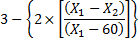 3 − {2 × [(X₁ − X₂)/(X₁ − 60)]}